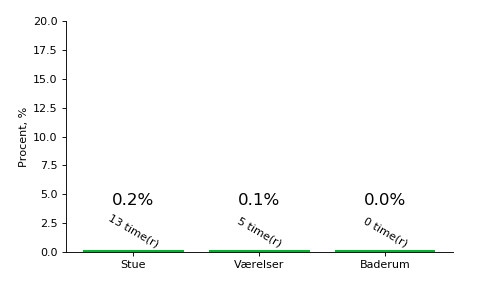 20.0
17.5
15.0
12.5
10.0
7.5
5.0
2.5
0.0
Procent, %
0.2%
0.1%
0.0%
13 time(r)
5 time(r)
0 time(r)
Stue
Værelser
Baderum